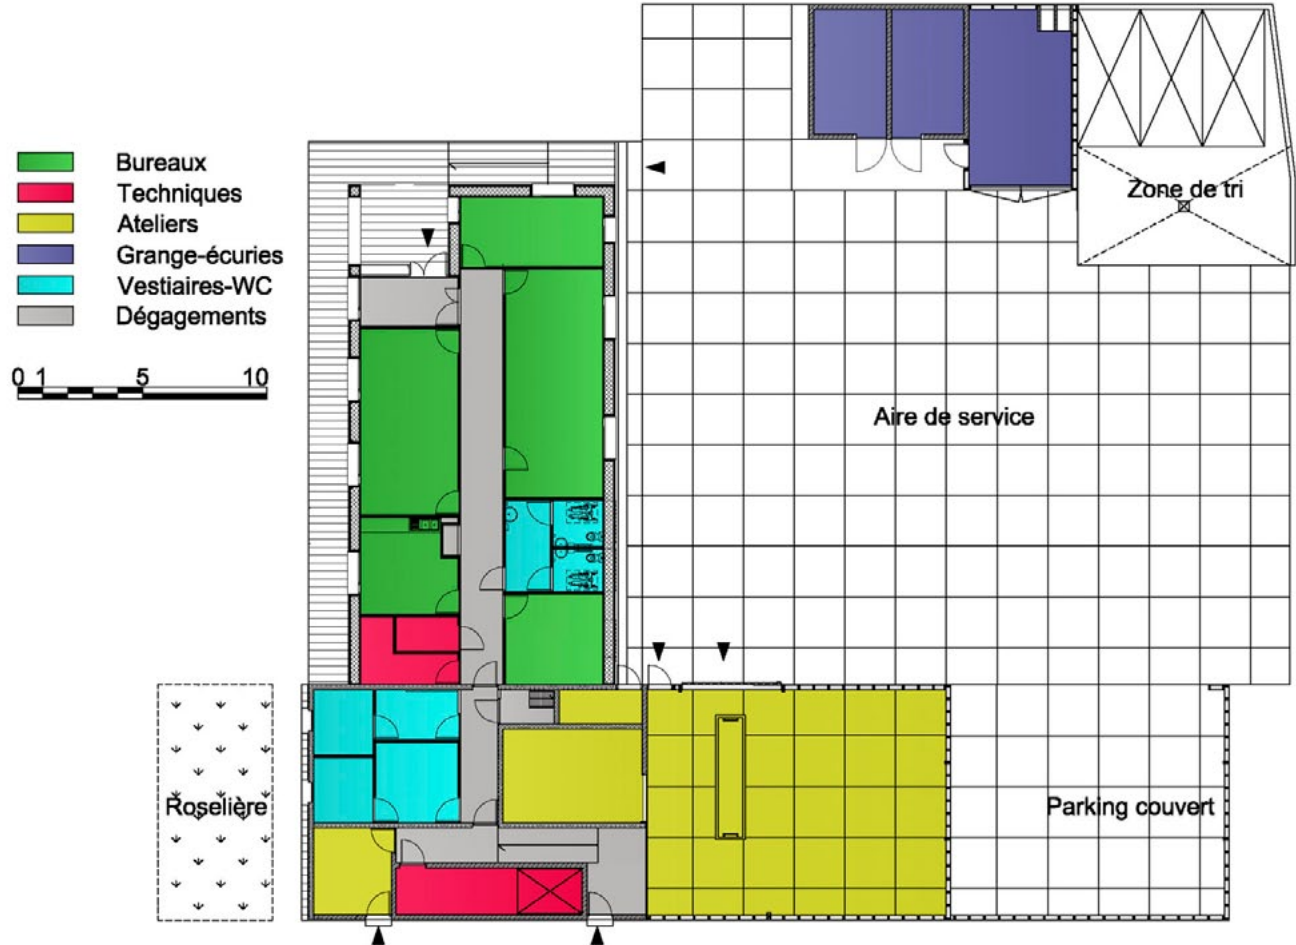 Bureaux
Techniques
Ateliers
Grange-écuries
Vestiaires-WC
Dégagements
0 1 5 10
Zone de tri
Aire de service
Roselière
Parking couvert